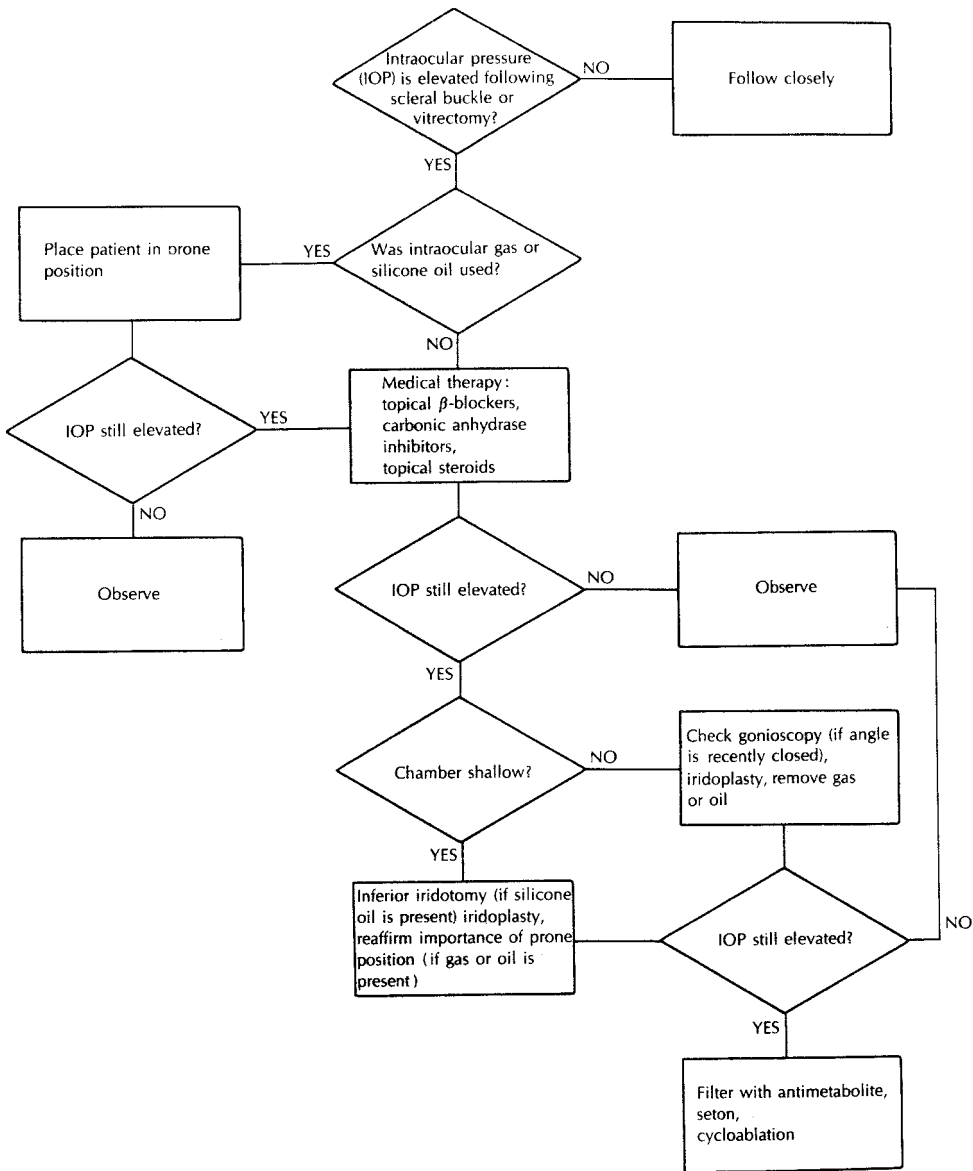 Intraocular pressure
(IOP) is elevated following
scleral buckle or
vitrectomy?
NO
Follow closely
YES
Place patient in prone
position
YES
Was intraocular gas or
silicone oil used?
NO
IOP still elevated?
YES
Medical therapy:
topical β-blockers,
carbonic anhydrase
inhibitors,
topical steroids
NO
Observe
IOP still elevated?
NO
Observe
YES
Chamber shallow?
NO
Check gonioscopy (if angle
is recently closed),
iridoplasty, remove gas
or oil
YES
Inferior iridotomy (if silicone
oil is present) iridoplasty,
reaffirm importance of prone
position (if gas or oil is
present)
IOP still elevated?
NO
YES
Filter with antimetabolite,
seton,
cycloablation